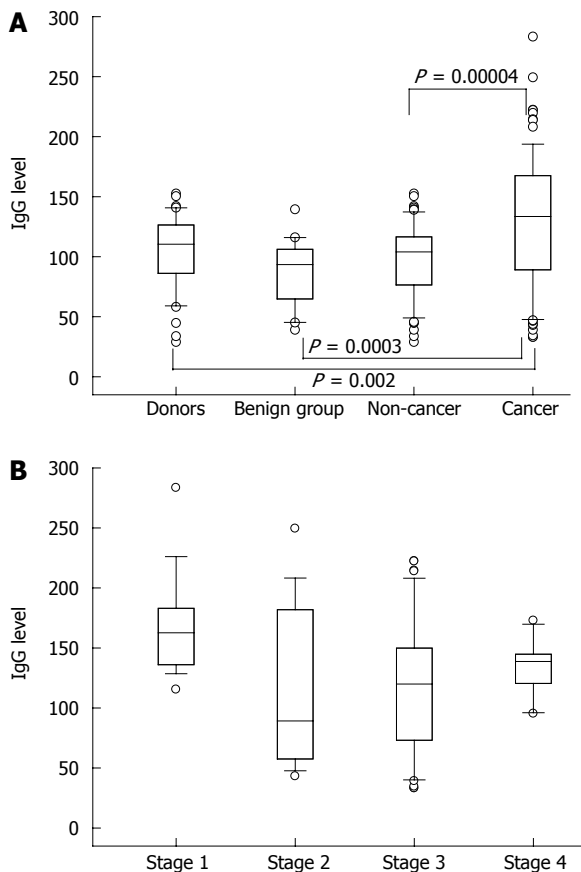 A
300
250
200
150
100
50
0
IgG level
P = 0.00004
P = 0.0003
P = 0.002
Donors Benign group Non-cancer Cancer
B
300
250
200
150
100
50
0
IgG level
Stage 1 Stage 2 Stage 3 Stage 4